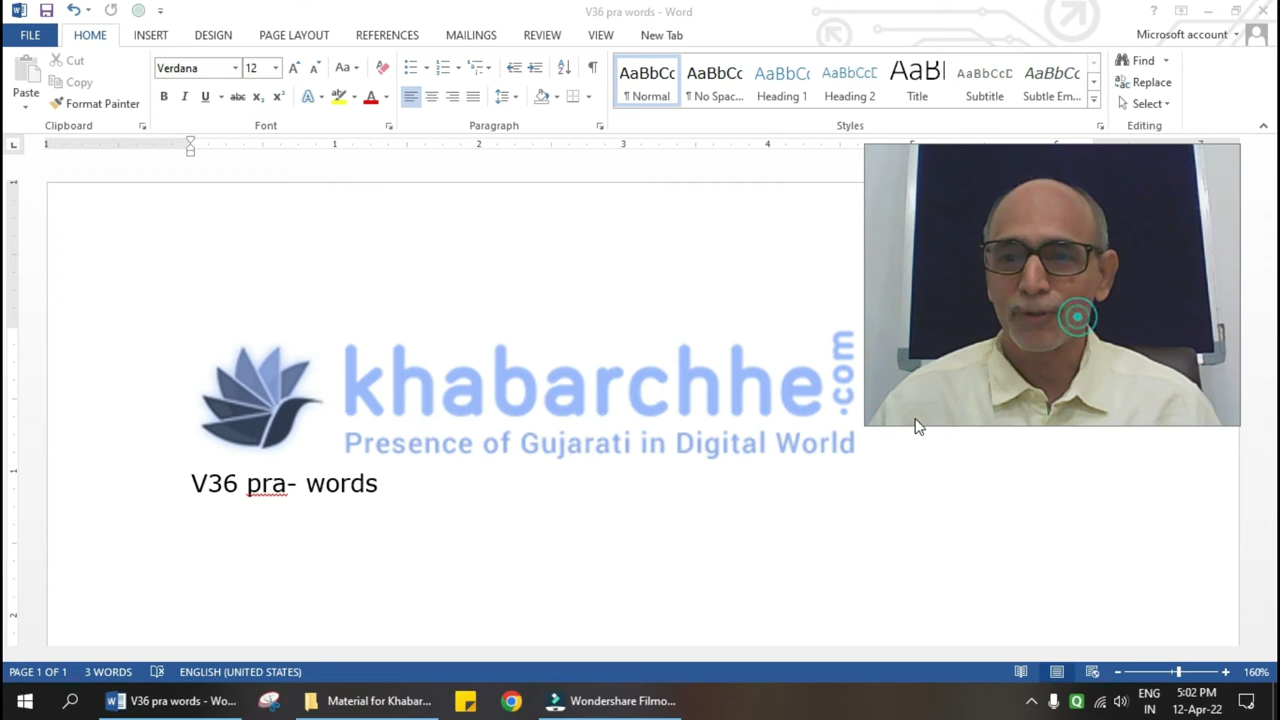 V36 pra words - Word
FILE HOME INSERT DESIGN PAGE LAYOUT REFERENCES MAILINGS REVIEW VIEW New Tab Microsoft account
Cut
Copy
Format Painter
Paste
Clipboard
Verdana 12
Font
Paragraph
AaBbCc AaBbCc AaBbCc AaBbCcD AaBl AaBbCcD AaBbCc
¶ Normal ¶ No Spac... Heading 1 Heading 2 Title Subtitle Subtle Em...
Styles
Find
Replace
Select
Editing
khabarchhe.com
Presence of Gujarati in Digital World
V36 pra- words
PAGE 1 OF 1 3 WORDS ENGLISH (UNITED STATES) 160%
V36 pra words - Wo... Material for Khabar... Wondershare Filmo...
ENG
IN
5:02 PM
12-Apr-22